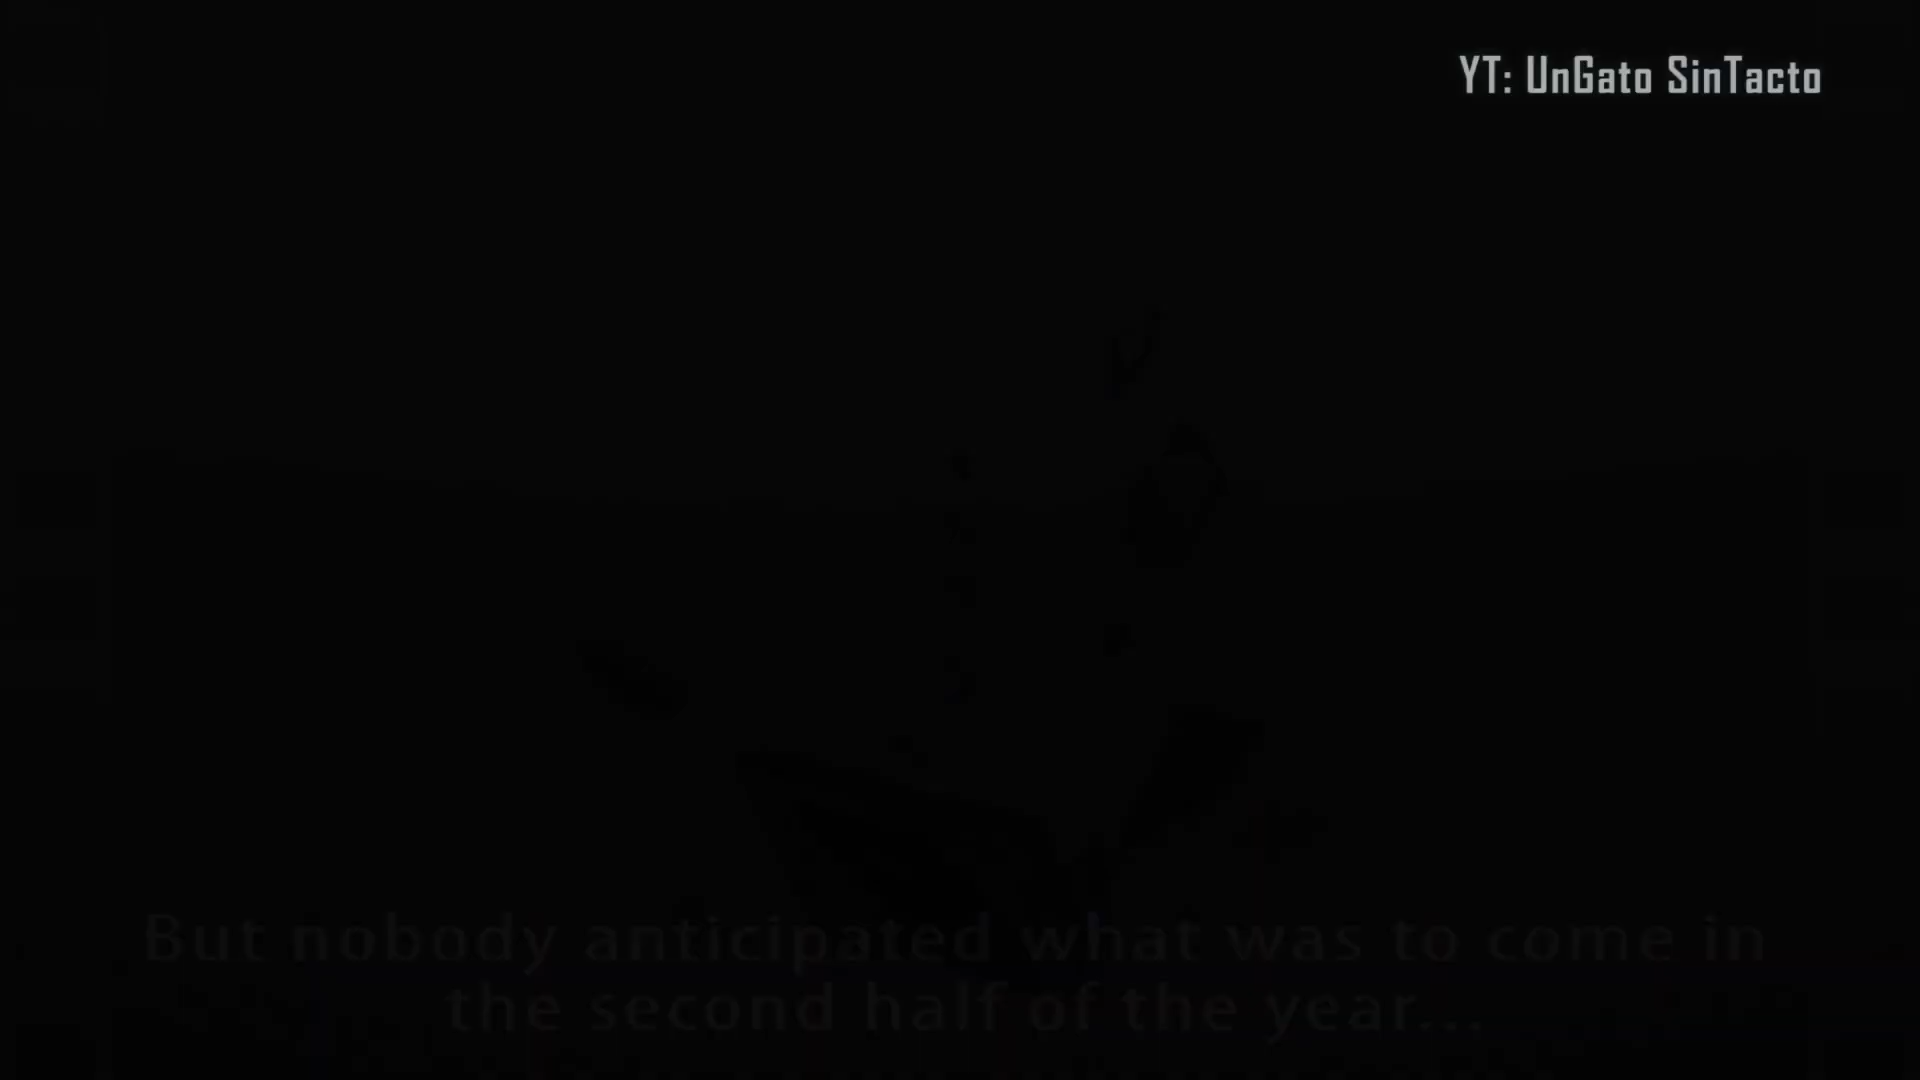 YT: UnGato SinTacto
But nobody anticipated what was to come in
the second half of the year...